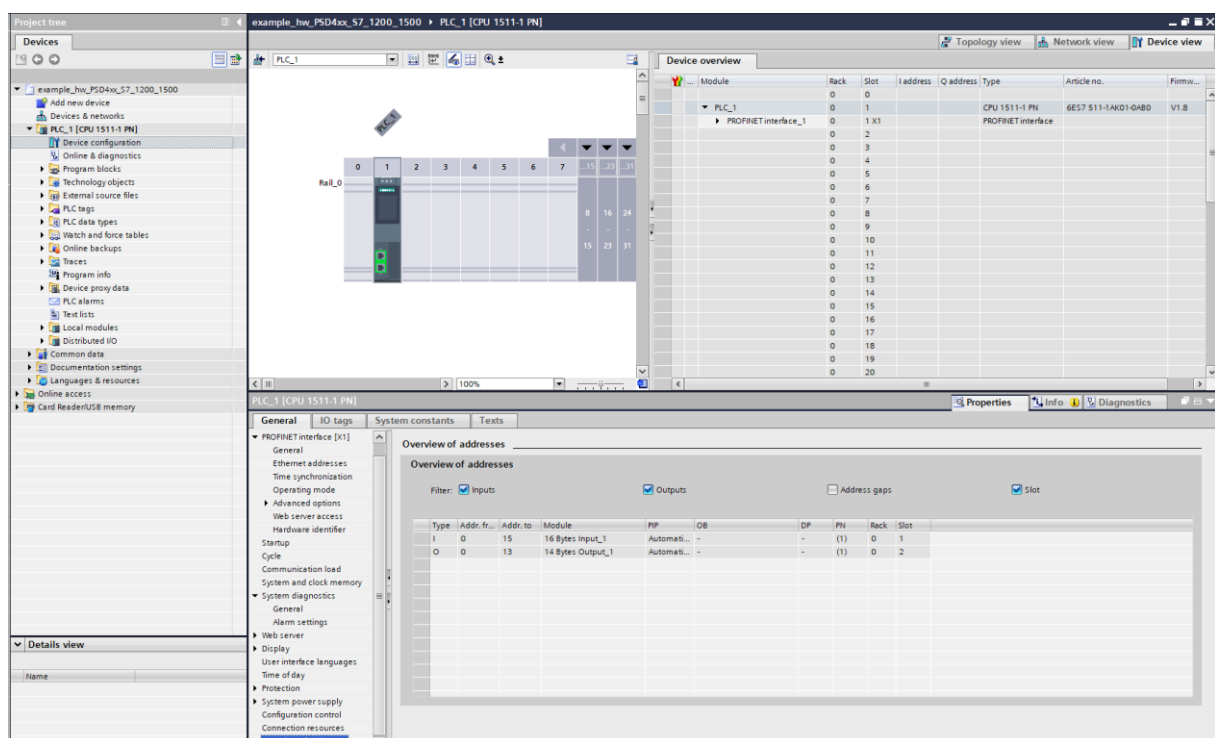 Project tree
Devices
example_hw_PSD4xx_S7_1200_1500
Add new device
Devices & networks
PLC_1 [CPU 1511-1 PN]
Device configuration
Online & diagnostics
Program blocks
Technology objects
External source files
PLC tags
PLC data types
Watch and force tables
Online backups
Traces
Program info
Device proxy data
PLC alarms
Text lists
Local modules
Distributed I/O
Common data
Documentation settings
Languages & resources
Online access
Card Reader/USB memory
Details view
Name
example_hw_PSD4xx_S7_1200_1500 PLC_1 [CPU 1511-1 PN]
Topology view Network view Device view
PLC_1
PLC_1
0 1 2 3 4 5 6 7 ...15 ...23 ...31
Rail_0
SIEMENS
8 16 24
- - -
15 23 31
100%
Device overview
... Module Rack Slot I address Q address Type Article no. Firmw...
0 0
PLC_1 0 1 CPU 1511-1 PN 6ES7 511-1AK01-0AB0 V1.8
PROFINET interface_1 0 1 X1 PROFINET interface
0 2
0 3
0 4
0 5
0 6
0 7
0 8
0 9
0 10
0 11
0 12
0 13
0 14
0 15
0 16
0 17
0 18
0 19
0 20
PLC_1 [CPU 1511-1 PN]
Properties Info Diagnostics
General IO tags System constants Texts
PROFINET interface [X1]
General
Ethernet addresses
Time synchronization
Operating mode
Advanced options
Web server access
Hardware identifier
Startup
Cycle
Communication load
System and clock memory
System diagnostics
General
Alarm settings
Web server
Display
User interface languages
Time of day
Protection
System power supply
Configuration control
Connection resources
Overview of addresses
Overview of addresses
Filter: Inputs Outputs Address gaps Slot
Type Addr. fr... Addr. to Module PIP OB DP PN Rack Slot
I 0 15 16 Bytes Input_1 Automati... - - (1) 0 1
O 0 13 14 Bytes Output_1 Automati... - - (1) 0 2